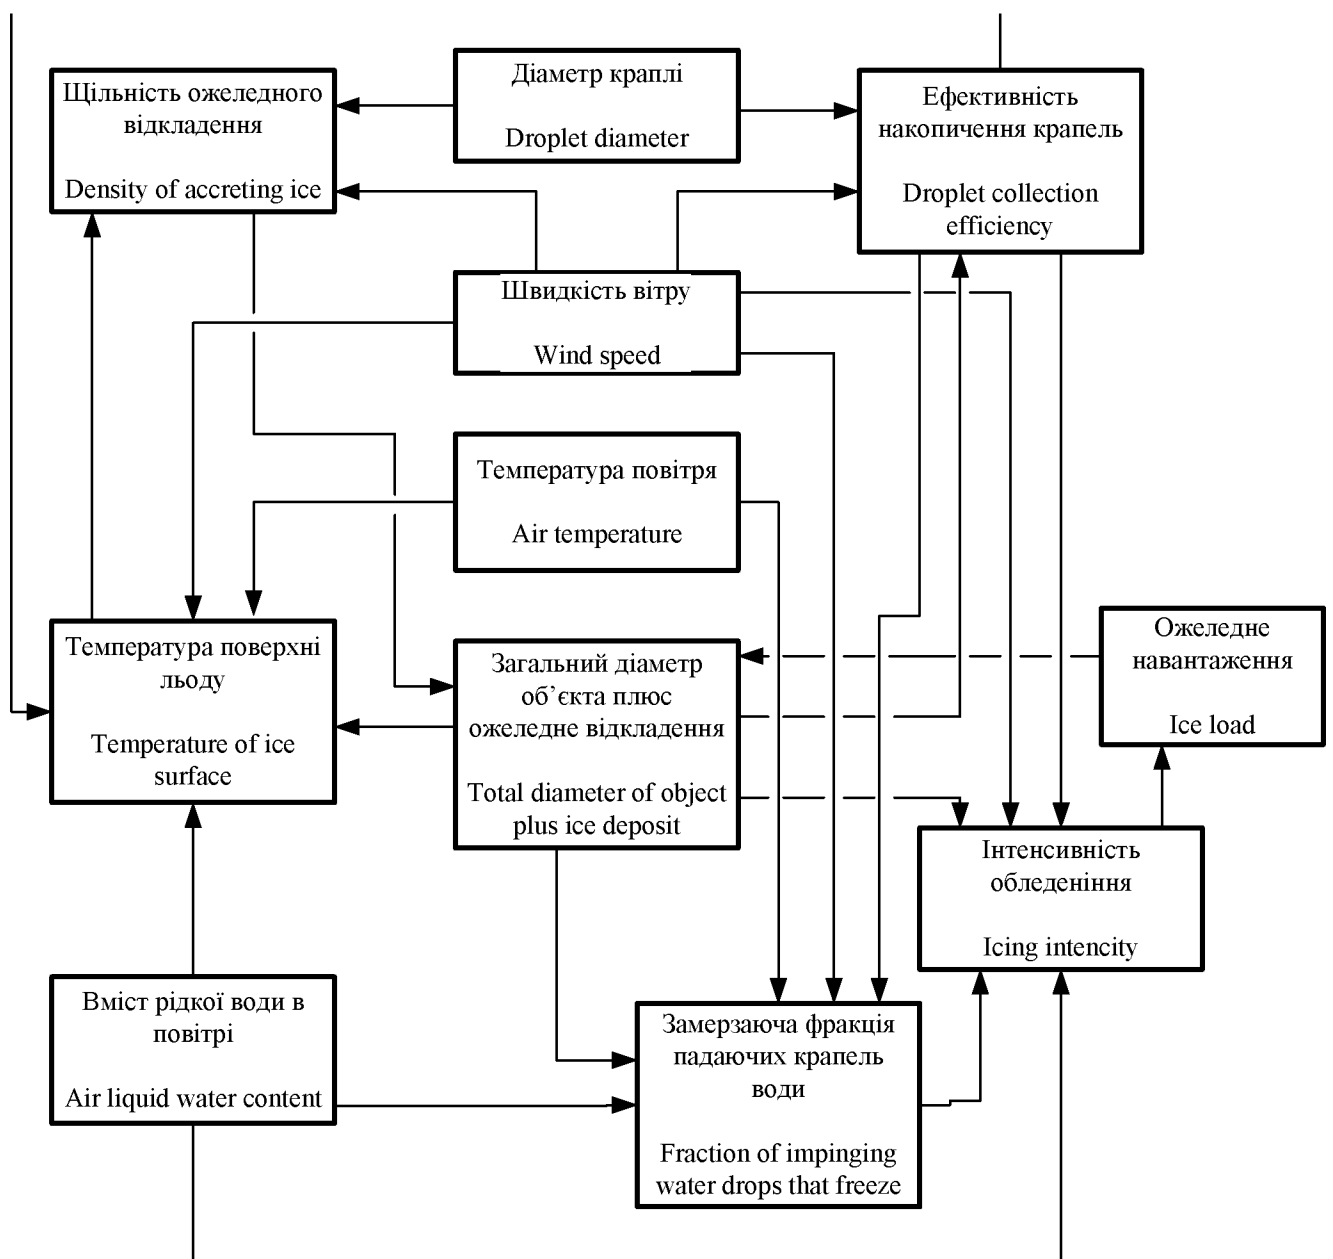 Щільність ожеледного
відкладення
Density of accreting ice
Діаметр краплі
Droplet diameter
Ефективність
накопичення крапель
Droplet collection
efficiency
Швидкість вітру
Wind speed
Температура повітря
Air temperature
Температура поверхні
льоду
Temperature of ice
surface
Загальний діаметр
об’єкта плюс
ожеледне відкладення
Total diameter of object
plus ice deposit
Ожеледне
навантаження
Ice load
Інтенсивність
обледеніння
Icing intencity
Вміст рідкої води в
повітрі
Air liquid water content
Замерзаюча фракція
падаючих крапель
води
Fraction of impinging
water drops that freeze